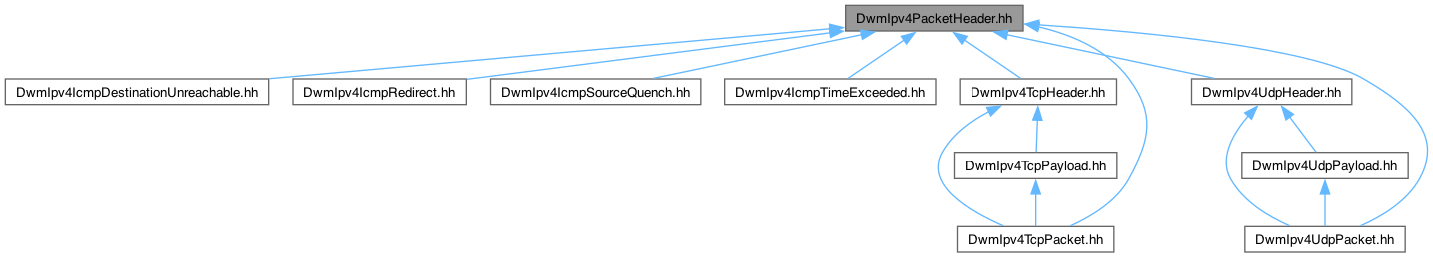 DwmIpv4PacketHeader.hh
DwmIpv4IcmpDestinationUnreachable.hh
DwmIpv4IcmpRedirect.hh
DwmIpv4IcmpSourceQuench.hh
DwmIpv4IcmpTimeExceeded.hh
DwmIpv4TcpHeader.hh
DwmIpv4UdpHeader.hh
DwmIpv4TcpPayload.hh
DwmIpv4UdpPayload.hh
DwmIpv4TcpPacket.hh
DwmIpv4UdpPacket.hh